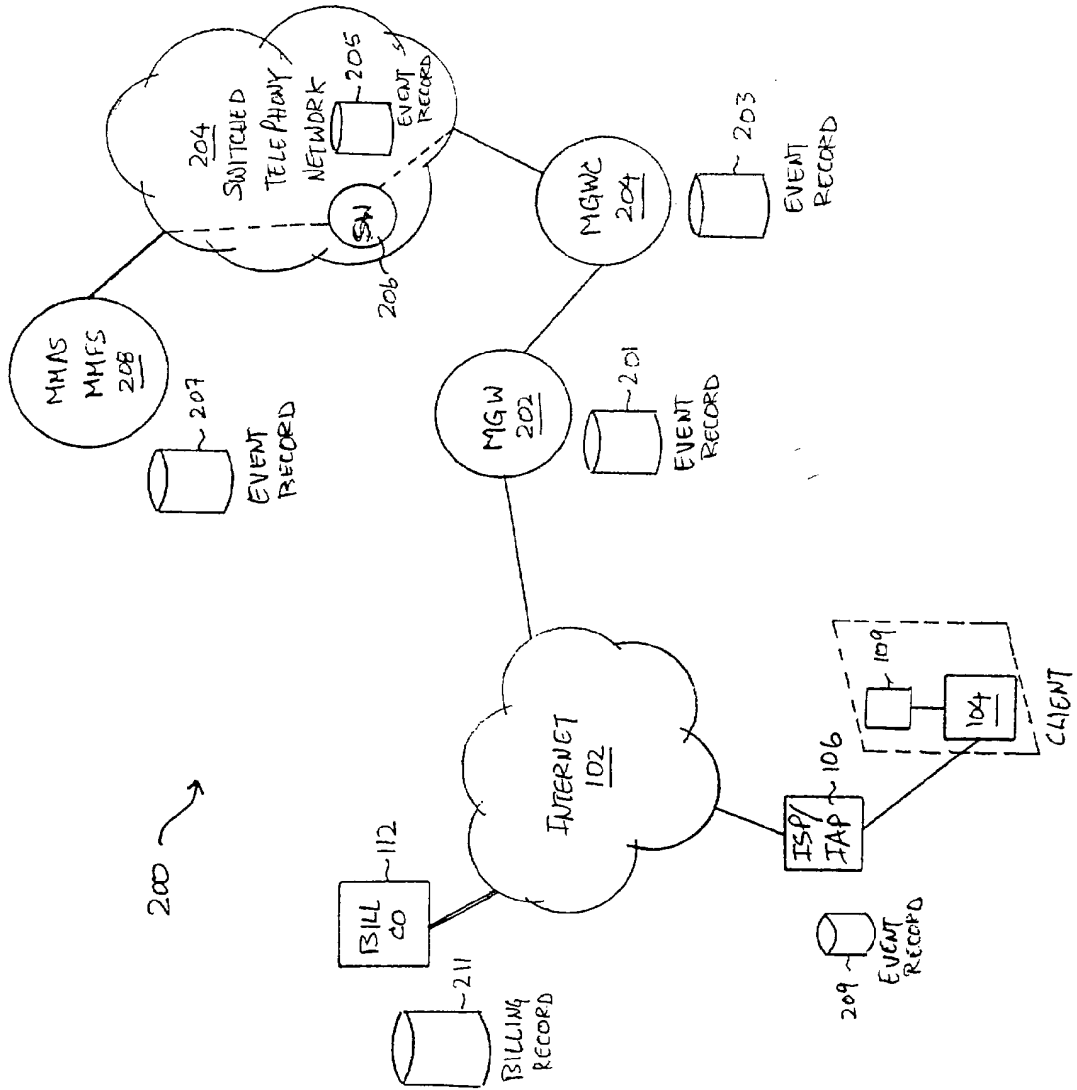 200
MMAS
MMFS
208
207
EVENT
RECORD
204
SWITCHED
TELEPHONY
NETWORK
205
EVENT
RECORD
SW
206
MGWC
204
203
EVENT
RECORD
MGW
202
201
EVENT
RECORD
INTERNET
102
BILL
CO
112
211
BILLING
RECORD
ISP/
IAP
106
209
EVENT
RECORD
109
104
CLIENT